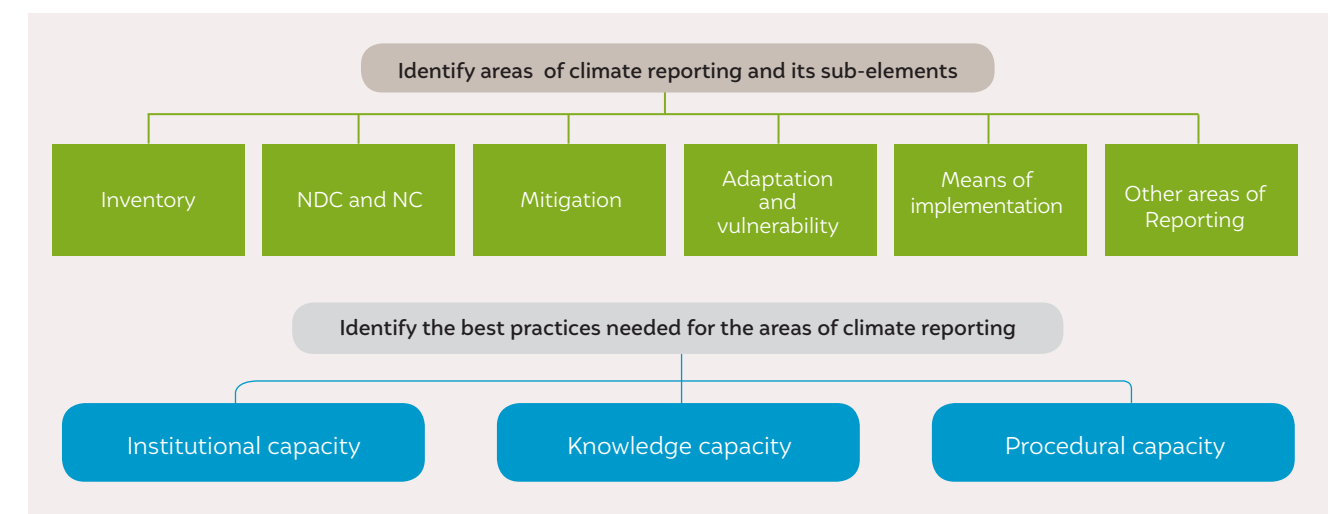 Identify areas of climate reporting and its sub-elements
Inventory
NDC and NC
Mitigation
Adaptation
and
vulnerability
Means of
implementation
Other areas of
Reporting
Identify the best practices needed for the areas of climate reporting
Institutional capacity
Knowledge capacity
Procedural capacity